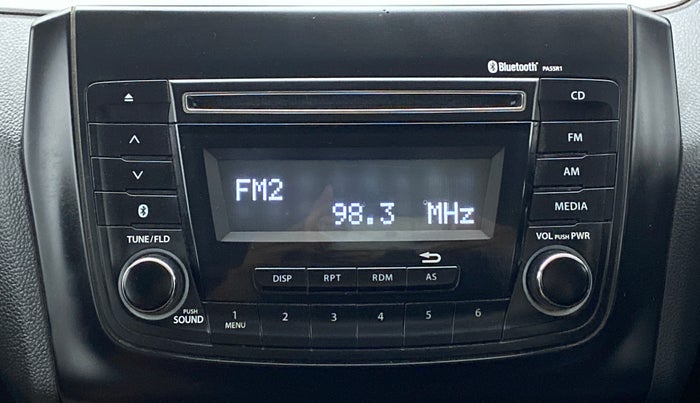 Bluetooth® PA55R1
CD
FM
AM
MEDIA
FM2
98.3 MHz
TUNE/FLD
VOL PUSH PWR
DISP RPT RDM AS
PUSH
SOUND
1 2 3 4 5 6
MENU